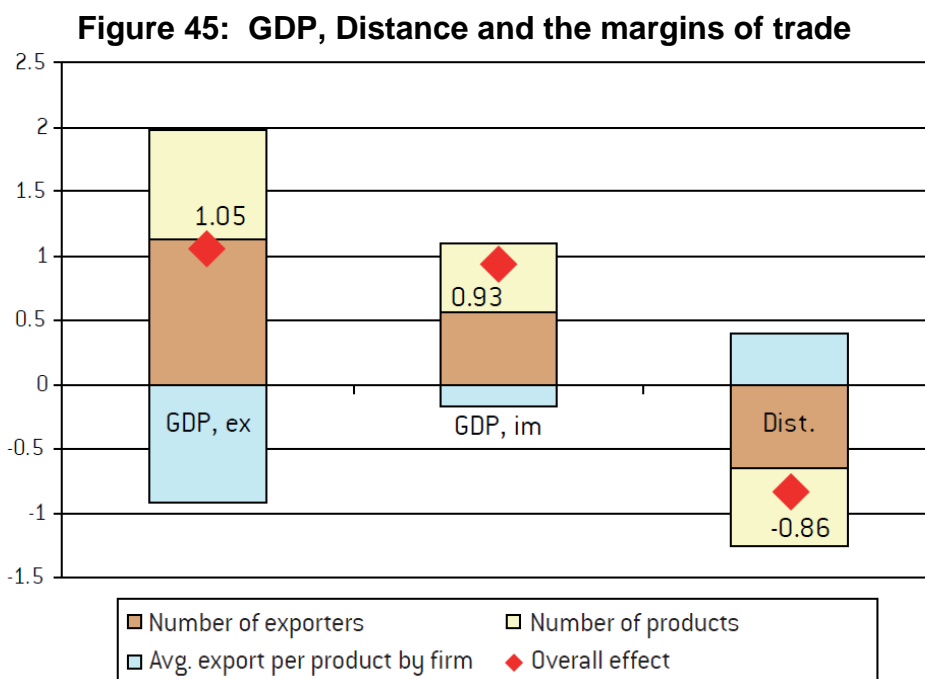 Figure 45: GDP, Distance and the margins of trade
2.5
2
1.5
1
0.5
0
-0.5
-1
-1.5
1.05
0.93
-0.86
GDP, ex
GDP, im
Dist.
Number of exporters
Number of products
Avg. export per product by firm
Overall effect